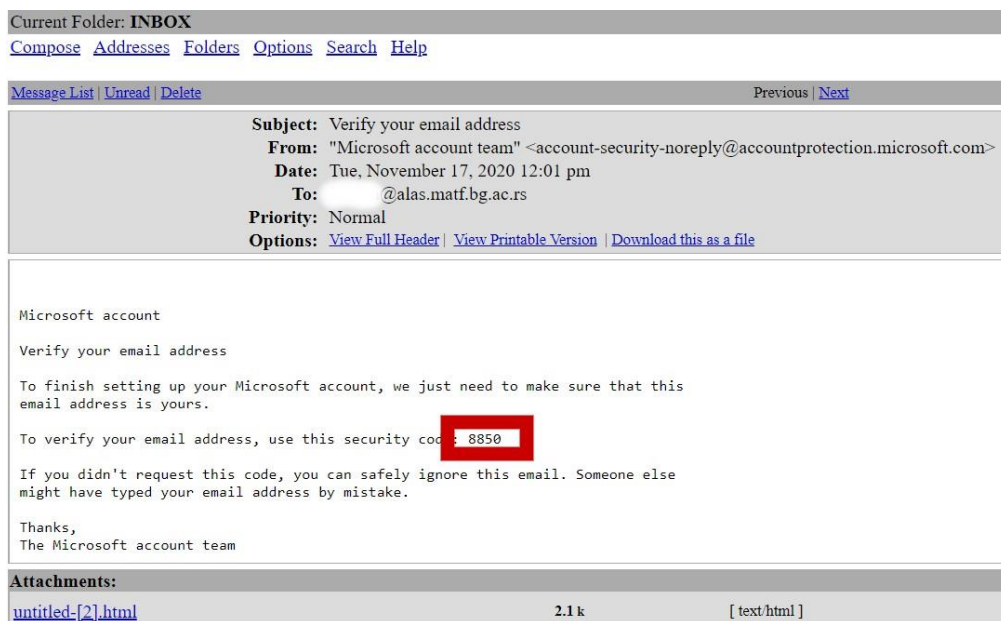 Current Folder: INBOX
Compose Addresses Folders Options Search Help
Message List | Unread | Delete Previous | Next
Subject: Verify your email address
From: "Microsoft account team" <account-security-noreply@accountprotection.microsoft.com>
Date: Tue, November 17, 2020 12:01 pm
To: @alas.matf.bg.ac.rs
Priority: Normal
Options: View Full Header | View Printable Version | Download this as a file
Microsoft account
Verify your email address
To finish setting up your Microsoft account, we just need to make sure that this
email address is yours.
To verify your email address, use this security cod : 8850
If you didn't request this code, you can safely ignore this email. Someone else
might have typed your email address by mistake.
Thanks,
The Microsoft account team
Attachments:
untitled-[2].html 2.1 k [ text/html ]